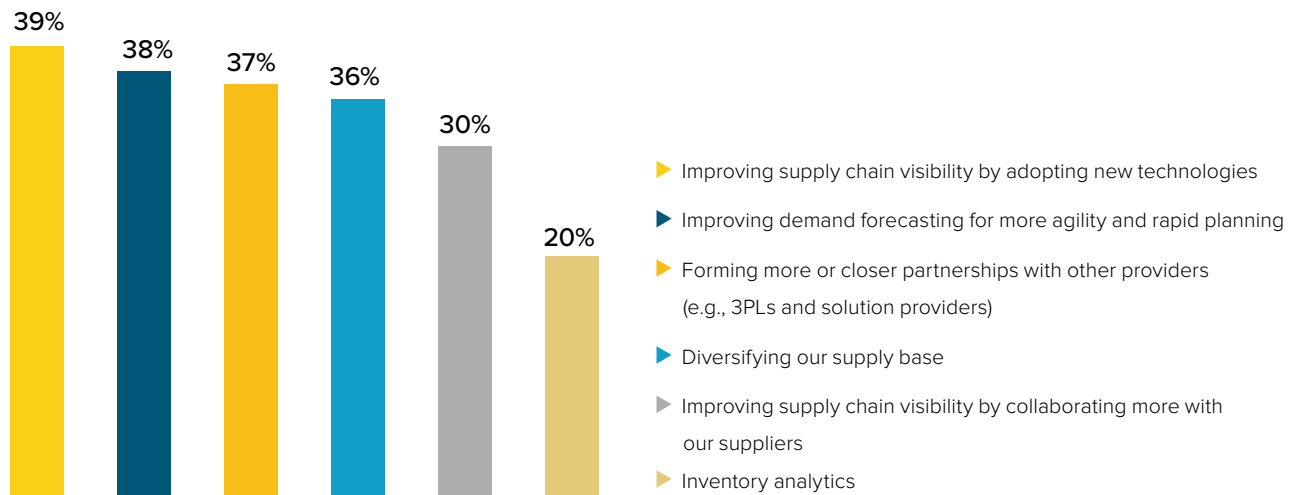 39%
38%
37%
36%
30%
20%
Improving supply chain visibility by adopting new technologies
Improving demand forecasting for more agility and rapid planning
Forming more or closer partnerships with other providers
(e.g., 3PLs and solution providers)
Diversifying our supply base
Improving supply chain visibility by collaborating more with
our suppliers
Inventory analytics